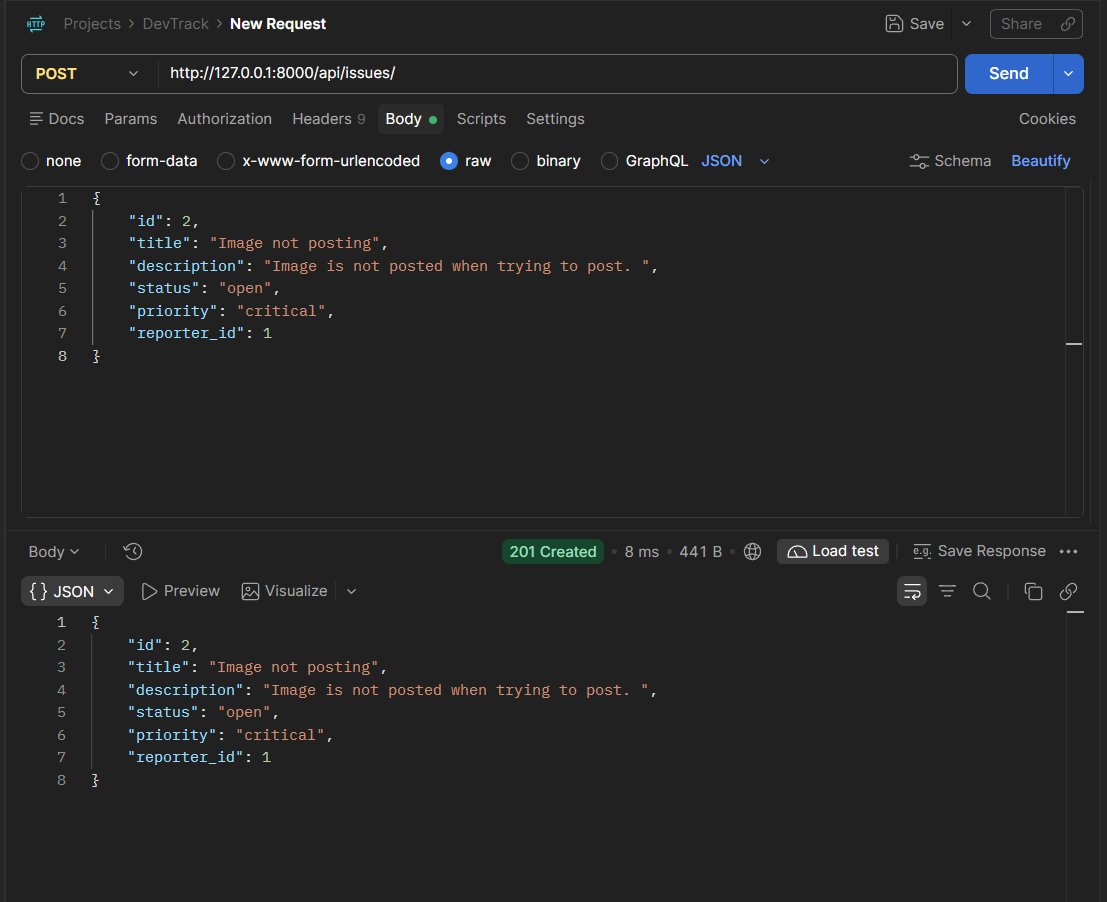 HTTP Projects > DevTrack > New Request Save Share
POST http://127.0.0.1:8000/api/issues/ Send
Docs Params Authorization Headers 9 Body Scripts Settings Cookies
none form-data x-www-form-urlencoded raw binary GraphQL JSON Schema Beautify
1 {
2 "id": 2,
3 "title": "Image not posting",
4 "description": "Image is not posted when trying to post. ",
5 "status": "open",
6 "priority": "critical",
7 "reporter_id": 1
8 }
Body 201 Created • 8 ms • 441 B • Load test e.g. Save Response
{} JSON Preview Visualize
1 {
2 "id": 2,
3 "title": "Image not posting",
4 "description": "Image is not posted when trying to post. ",
5 "status": "open",
6 "priority": "critical",
7 "reporter_id": 1
8 }